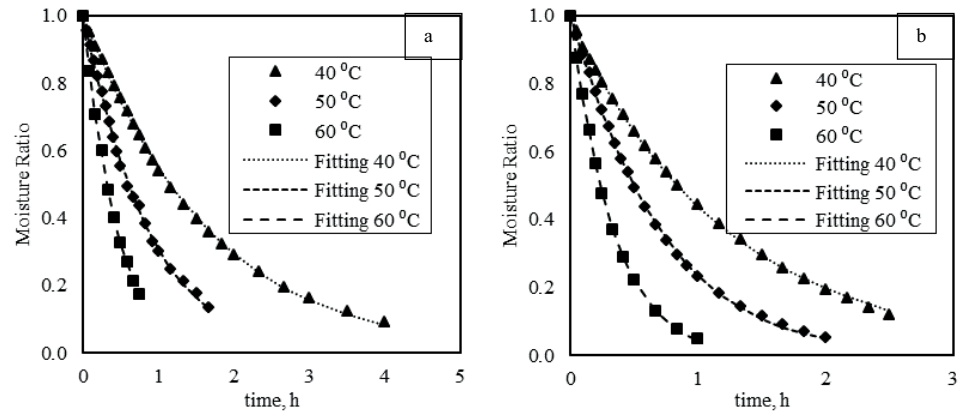 a
1.0
0.8
0.6
0.4
0.2
0.0
Moisture Ratio
40 ⁰C
50 ⁰C
60 ⁰C
Fitting 40 ⁰C
Fitting 50 ⁰C
Fitting 60 ⁰C
0 1 2 3 4 5
time, h
b
1.0
0.8
0.6
0.4
0.2
0.0
Moisture Ratio
40 ⁰C
50 ⁰C
60 ⁰C
Fitting 40 ⁰C
Fitting 50 ⁰C
Fitting 60 ⁰C
0 1 2 3
time, h